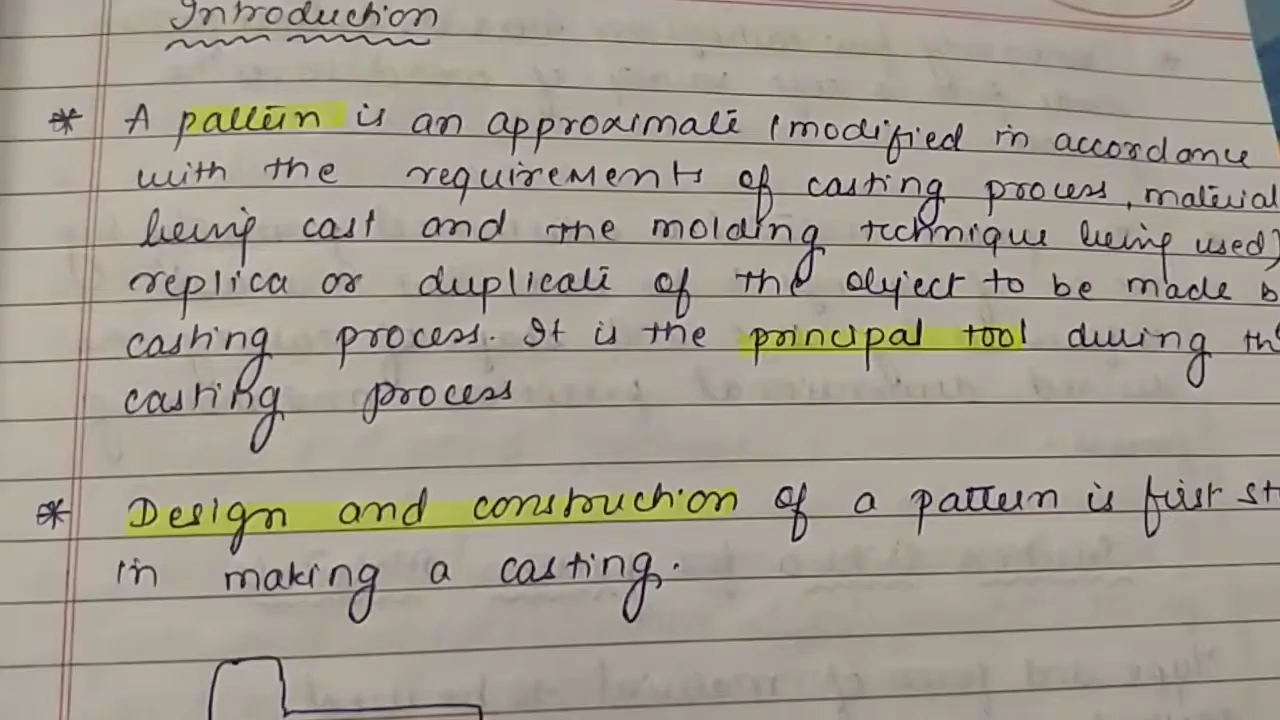 Introduction
* A pattern is an approximate (modified in accordance
with the requirements of casting process, material
being cast and the molding technique being used)
replica or duplicate of the object to be made b
casting process. It is the principal tool during th
casting process
* Design and construction of a pattern is first st
in making a casting.